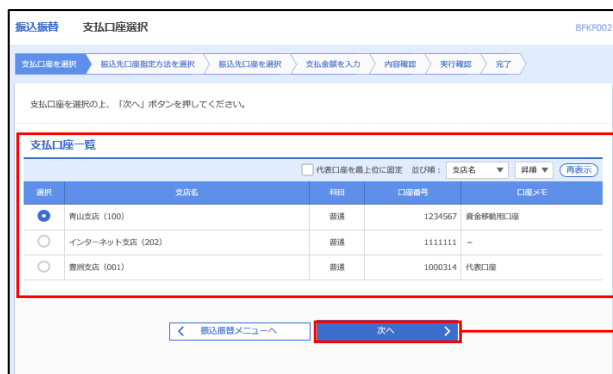 振込振替 支払口座選択 BFKF002
支払口座を選択 振込先口座指定方法を選択 振込先口座を選択 支払金額を入力 内容確認 実行確認 完了
支払口座を選択の上、「次へ」ボタンを押してください。
支払口座一覧
代表口座を最上位に固定 並び順： 支店名 ▼ 昇順 ▼ 再表示
選択 支店名 科目 口座番号 口座メモ
青山支店（100） 普通 1234567 資金移動用口座
インターネット支店（202） 普通 1111111 －
豊洲支店（001） 普通 1000314 代表口座
振込振替メニューへ 次へ